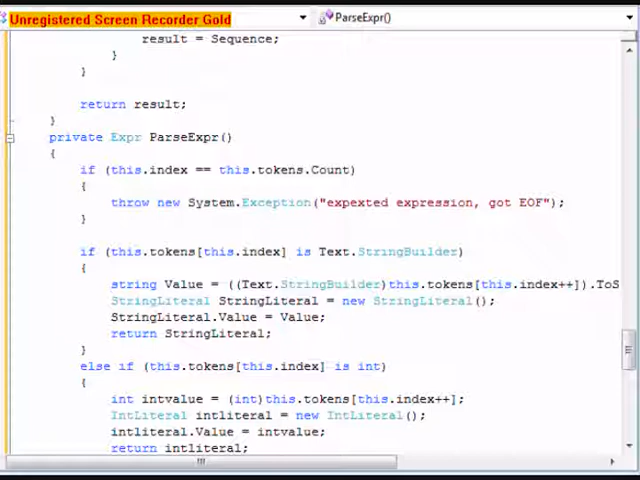 Unregistered Screen Recorder Gold
ParseExpr()
result = Sequence;
}
}
return result;
}
private Expr ParseExpr()
{
if (this.index == this.tokens.Count)
{
throw new System.Exception("expexted expression, got EOF");
}
if (this.tokens[this.index] is Text.StringBuilder)
{
string Value = ((Text.StringBuilder)this.tokens[this.index++]).ToS
StringLiteral StringLiteral = new StringLiteral();
StringLiteral.Value = Value;
return StringLiteral;
}
else if (this.tokens[this.index] is int)
{
int intvalue = (int)this.tokens[this.index++];
IntLiteral intliteral = new IntLiteral();
intliteral.Value = intvalue;
return intliteral;